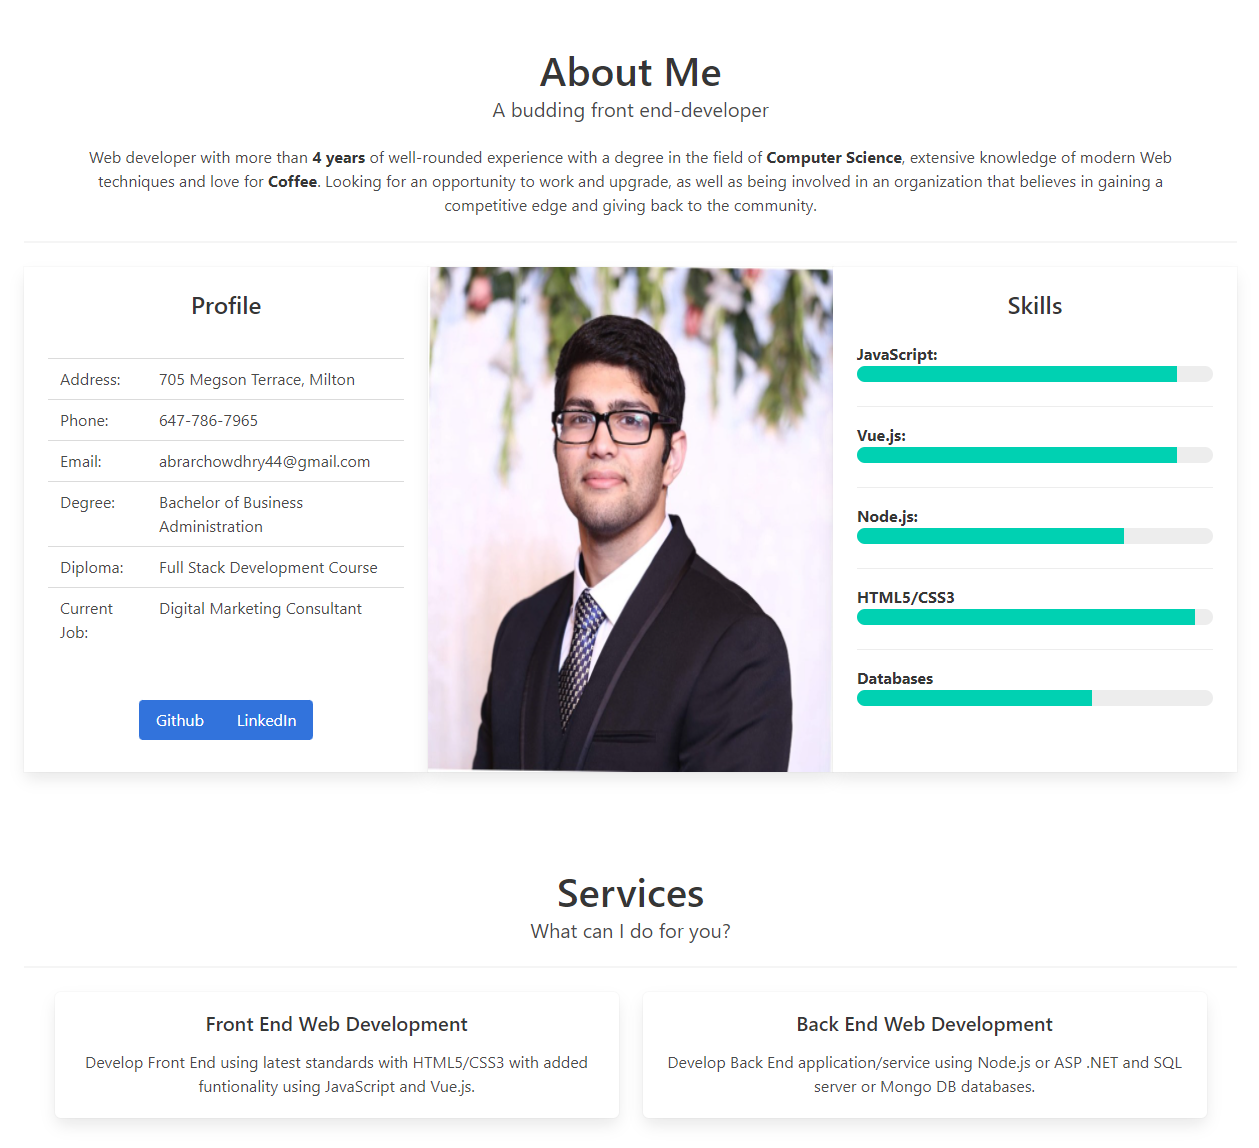 About Me
A budding front end-developer
Web developer with more than 4 years of well-rounded experience with a degree in the field of Computer Science, extensive knowledge of modern Web
techniques and love for Coffee. Looking for an opportunity to work and upgrade, as well as being involved in an organization that believes in gaining a
competitive edge and giving back to the community.
Profile
Address: 705 Megson Terrace, Milton
Phone: 647-786-7965
Email: abrarchowdhry44@gmail.com
Degree: Bachelor of Business
Administration
Diploma: Full Stack Development Course
Current Digital Marketing Consultant
Job:
Github LinkedIn
Skills
JavaScript:
Vue.js:
Node.js:
HTML5/CSS3
Databases
Services
What can I do for you?
Front End Web Development
Develop Front End using latest standards with HTML5/CSS3 with added
funtionality using JavaScript and Vue.js.
Back End Web Development
Develop Back End application/service using Node.js or ASP .NET and SQL
server or Mongo DB databases.